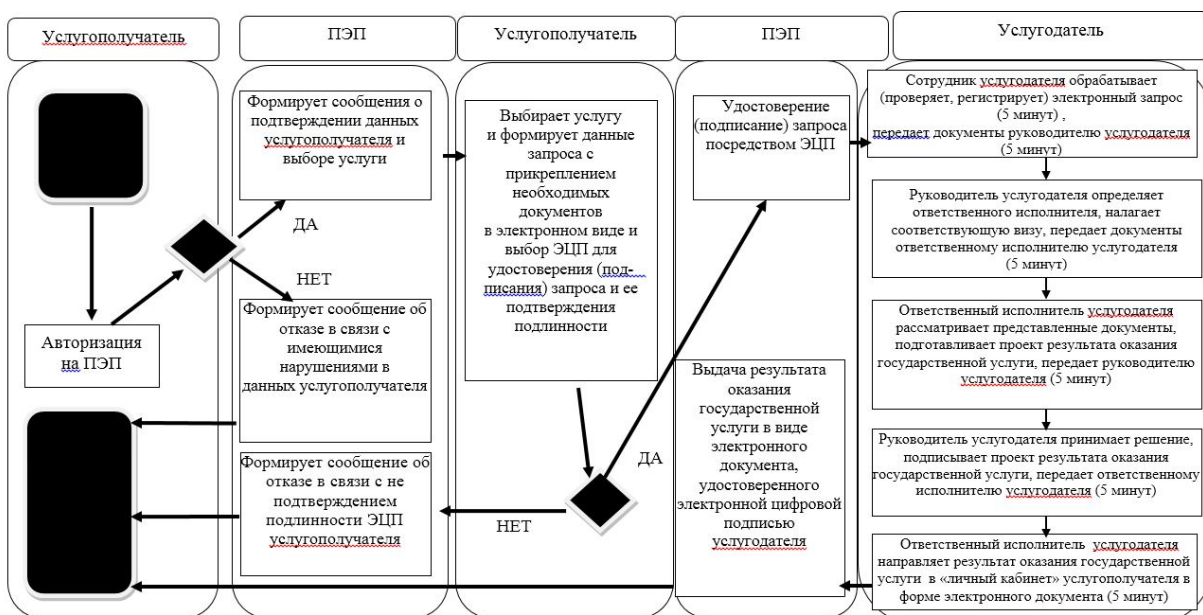 Услугополучатель
ПЭП
Услугополучатель
ПЭП
Услугодатель
Авторизация
на ПЭП
Формирует сообщения о
подтверждении данных
услугополучателя и
выборе услуги
ДА
НЕТ
Формирует сообщение об
отказе в связи с
имеющимися
нарушениями в
данных услугополучателя
Формирует сообщение об
отказе в связи с не
подтверждением
подлинности ЭЦП
услугополучателя
Выбирает услугу
и формирует данные
запроса с
прикреплением
необходимых
документов
в электронном виде и
выбор ЭЦП для
удостоверения (под-
писания) запроса и ее
подтверждения
подлинности
ДА
НЕТ
Удостоверение
(подписание) запроса
посредством ЭЦП
Выдача результата
оказания
государственной
услуги в виде
электронного
документа,
удостоверенного
электронной цифровой
подписью
услугодателя
Сотрудник услугодателя обрабатывает
(проверяет, регистрирует) электронный запрос
(5 минут) ,
передает документы руководителю услугодателя
(5 минут)
Руководитель услугодателя определяет
ответственного исполнителя, налагает
соответствующую визу, передает документы
ответственному исполнителю услугодателя
(5 минут)
Ответственный исполнитель услугодателя
рассматривает представленные документы,
подготавливает проект результата оказания
государственной услуги, передает руководителю
услугодателя (5 минут)
Руководитель услугодателя принимает решение,
подписывает проект результата оказания
государственной услуги, передает ответственному
исполнителю услугодателя (5 минут)
Ответственный исполнитель услугодателя
направляет результат оказания государственной
услуги в «личный кабинет» услугополучателя в
форме электронного документа (5 минут)